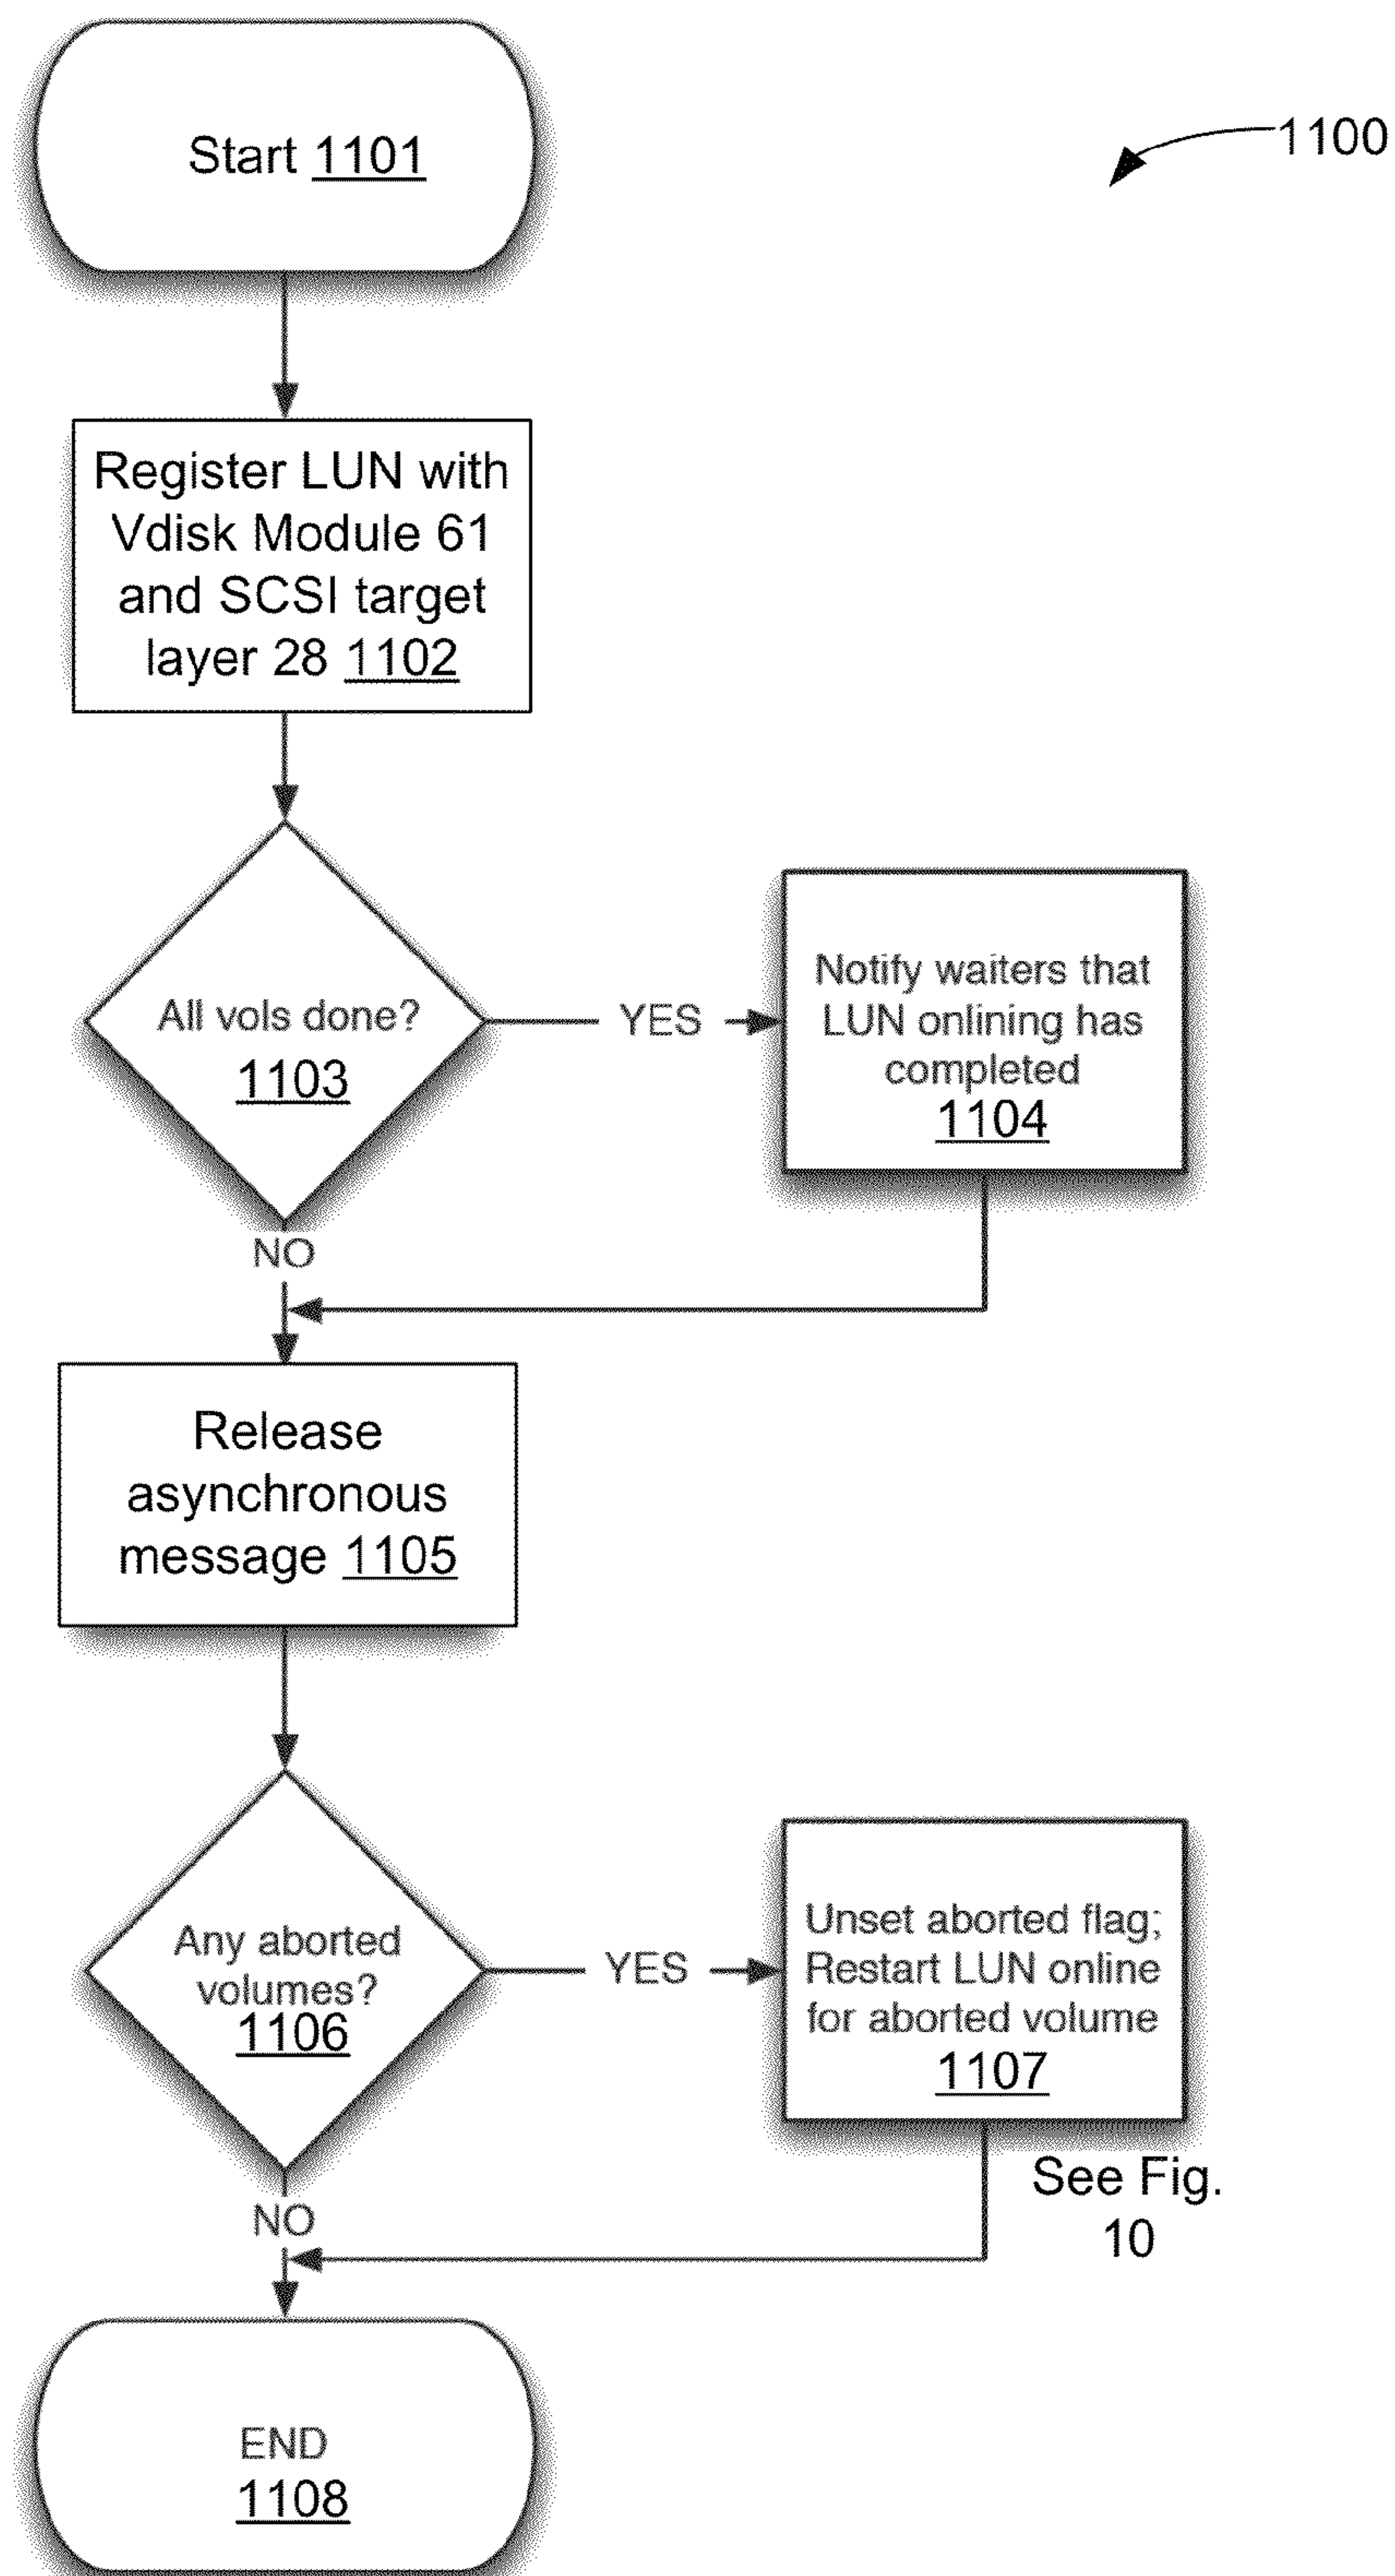 Start 1101
1100
Register LUN with
Vdisk Module 61
and SCSI target
layer 28 1102
All vols done?
1103
YES
Notify waiters that
LUN onlining has
completed
1104
NO
Release
asynchronous
message 1105
Any aborted
volumes?
1106
YES
Unset aborted flag;
Restart LUN online
for aborted volume
1107
See Fig.
10
NO
END
1108